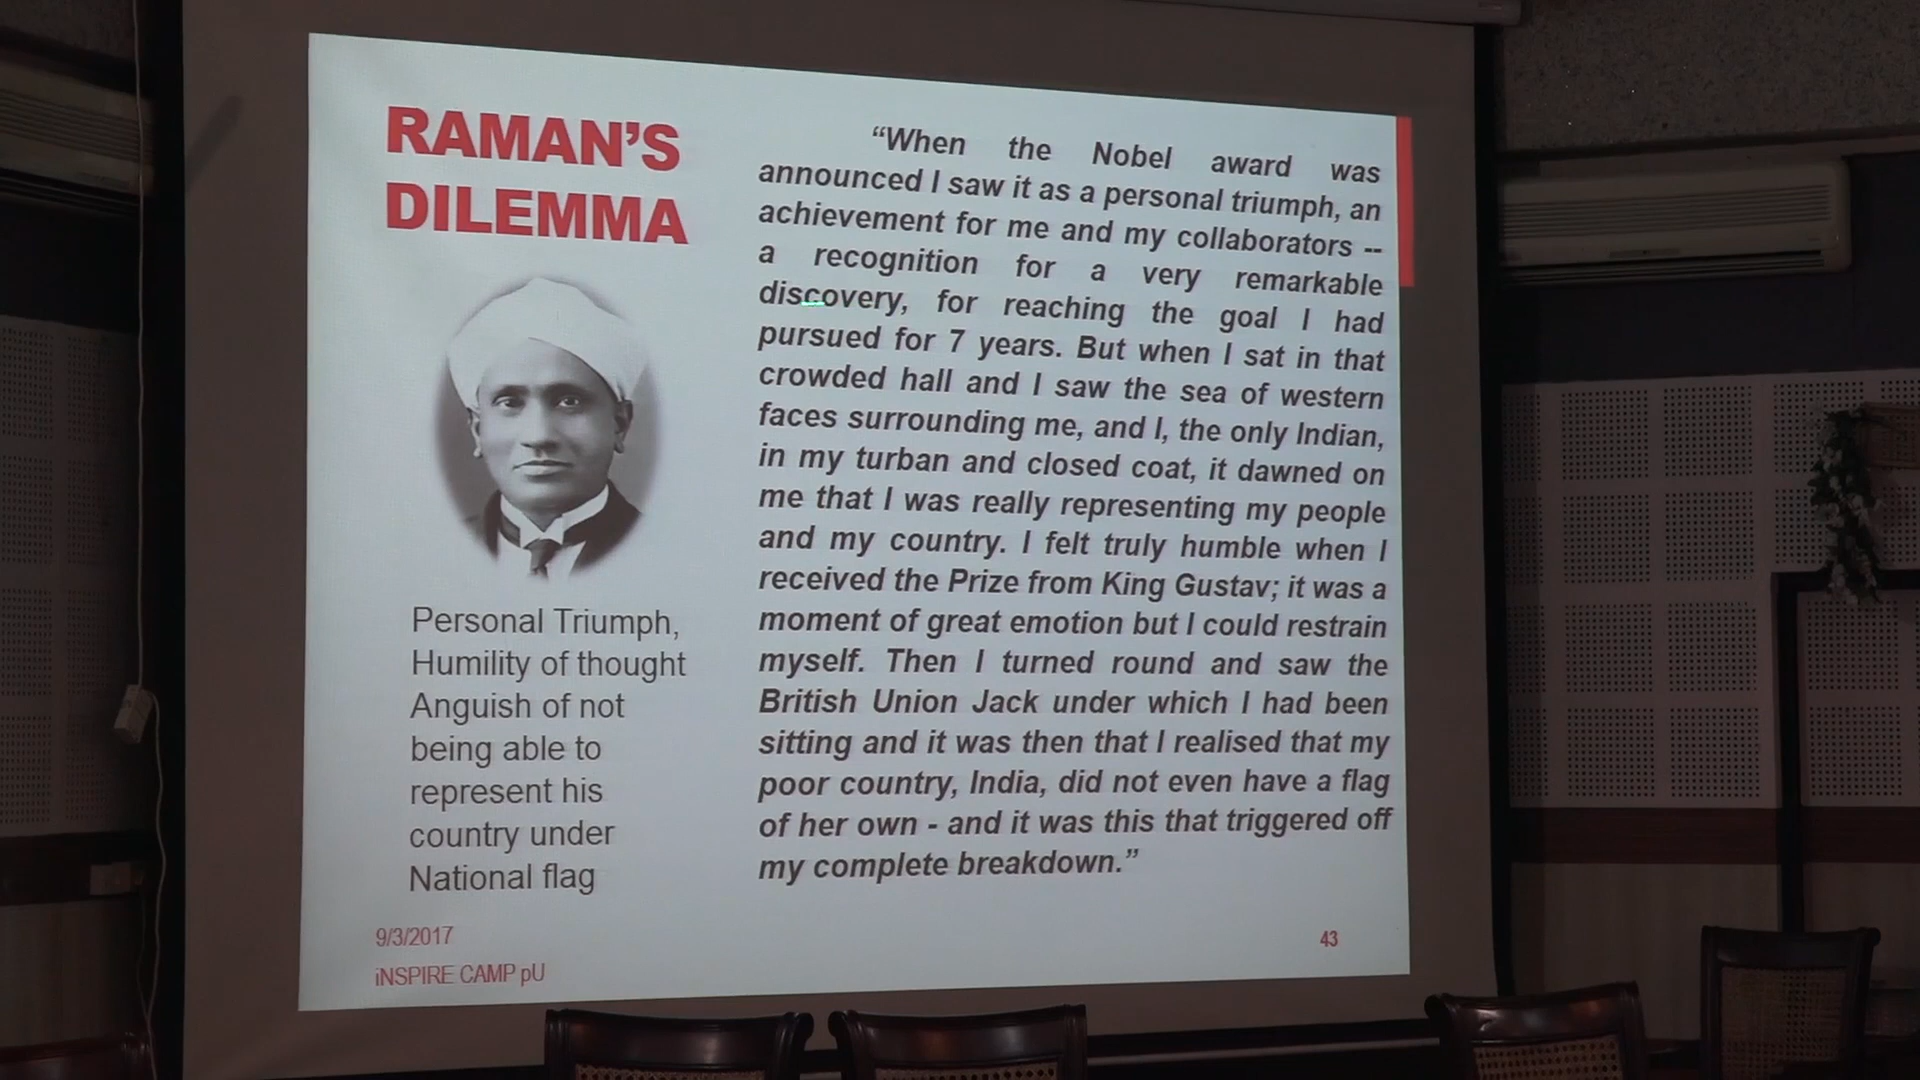 RAMAN'S
DILEMMA
Personal Triumph,
Humility of thought
Anguish of not
being able to
represent his
country under
National flag
“When the Nobel award was
announced I saw it as a personal triumph, an
achievement for me and my collaborators --
a recognition for a very remarkable
discovery, for reaching the goal I had
pursued for 7 years. But when I sat in that
crowded hall and I saw the sea of western
faces surrounding me, and I, the only Indian,
in my turban and closed coat, it dawned on
me that I was really representing my people
and my country. I felt truly humble when I
received the Prize from King Gustav; it was a
moment of great emotion but I could restrain
myself. Then I turned round and saw the
British Union Jack under which I had been
sitting and it was then that I realised that my
poor country, India, did not even have a flag
of her own - and it was this that triggered off
my complete breakdown.”
9/3/2017
iNSPIRE CAMP pU
43